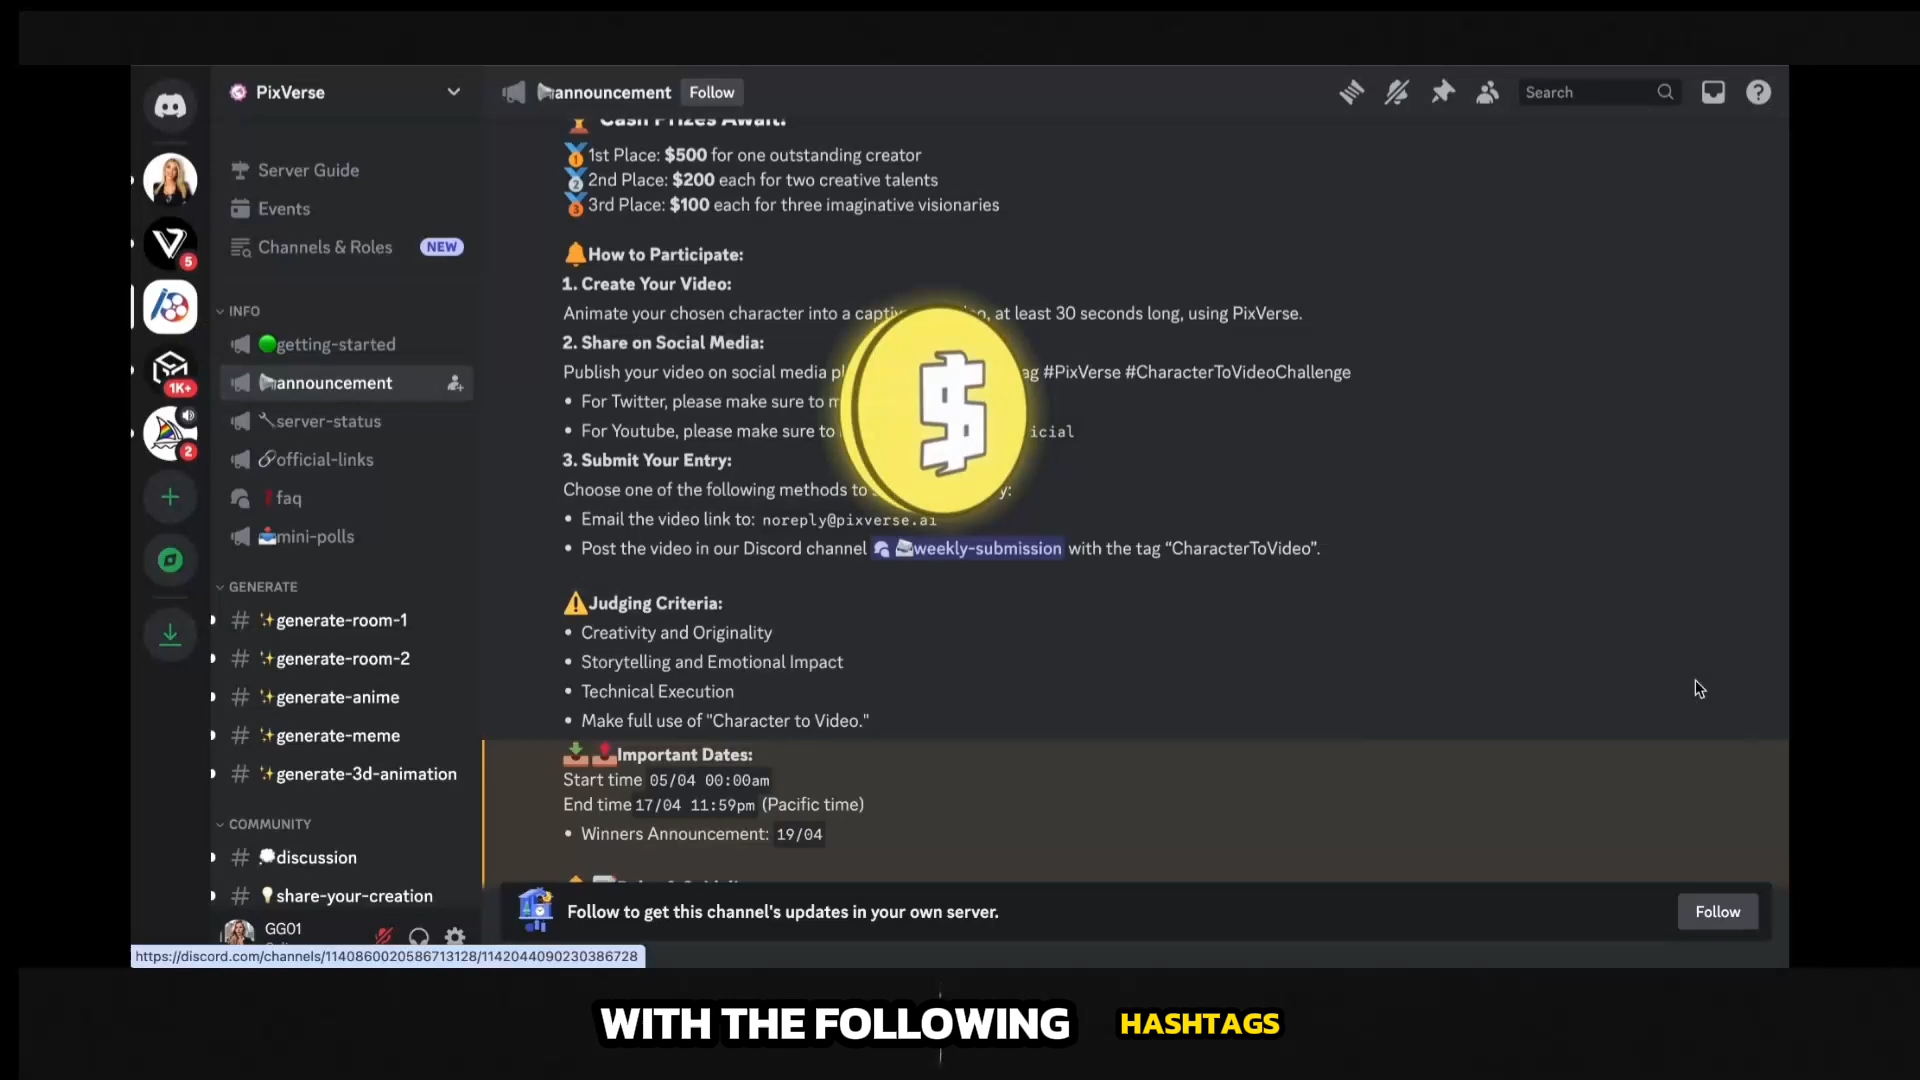 PixVerse
announcement
Follow
Search
Server Guide
Events
Channels & Roles
NEW
5
1K+
2
INFO
getting-started
announcement
server-status
official-links
faq
mini-polls
GENERATE
generate-room-1
generate-room-2
generate-anime
generate-meme
generate-3d-animation
COMMUNITY
discussion
share-your-creation
GG01
Cash Prizes Await:
1st Place: $500 for one outstanding creator
2nd Place: $200 each for two creative talents
3rd Place: $100 each for three imaginative visionaries
How to Participate:
1. Create Your Video:
Animate your chosen character into a , at least 30 seconds long, using PixVerse.
2. Share on Social Media:
Publish your video on social media #PixVerse #CharacterToVideoChallenge
• For Twitter, please make sure to
• For Youtube, please make sure to
3. Submit Your Entry:
Choose one of the following methods to
• Email the video link to: noreply@pixverse.ai
• Post the video in our Discord channel weekly-submission with the tag “CharacterToVideo”.
$
Judging Criteria:
• Creativity and Originality
• Storytelling and Emotional Impact
• Technical Execution
• Make full use of "Character to Video."
Important Dates:
Start time 05/04 00:00am
End time 17/04 11:59pm (Pacific time)
• Winners Announcement: 19/04
Follow to get this channel's updates in your own server.
Follow
https://discord.com/channels/1140860020586713128/1142044090230386728
WITH THE FOLLOWING HASHTAGS